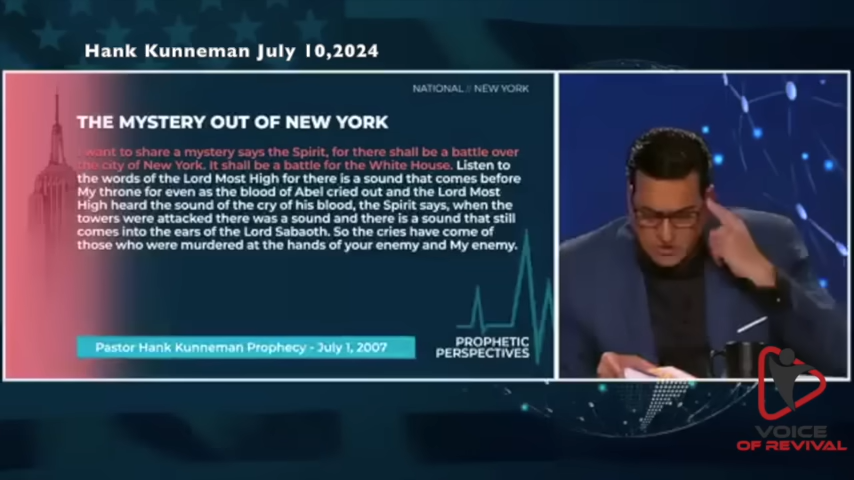 Hank Kunneman July 10,2024
NATIONAL // NEW YORK
THE MYSTERY OUT OF NEW YORK
I want to share a mystery says the Spirit, for there shall be a battle over
the city of New York. It shall be a battle for the White House. Listen to
the words of the Lord Most High for there is a sound that comes before
My throne for even as the blood of Abel cried out and the Lord Most
High heard the sound of the cry of his blood, the Spirit says, when the
towers were attacked there was a sound and there is a sound that still
comes into the ears of the Lord Sabaoth. So the cries have come of
those who were murdered at the hands of your enemy and My enemy.
Pastor Hank Kunneman Prophecy - July 1, 2007
PROPHETIC
PERSPECTIVES
VOICE
OF REVIVAL